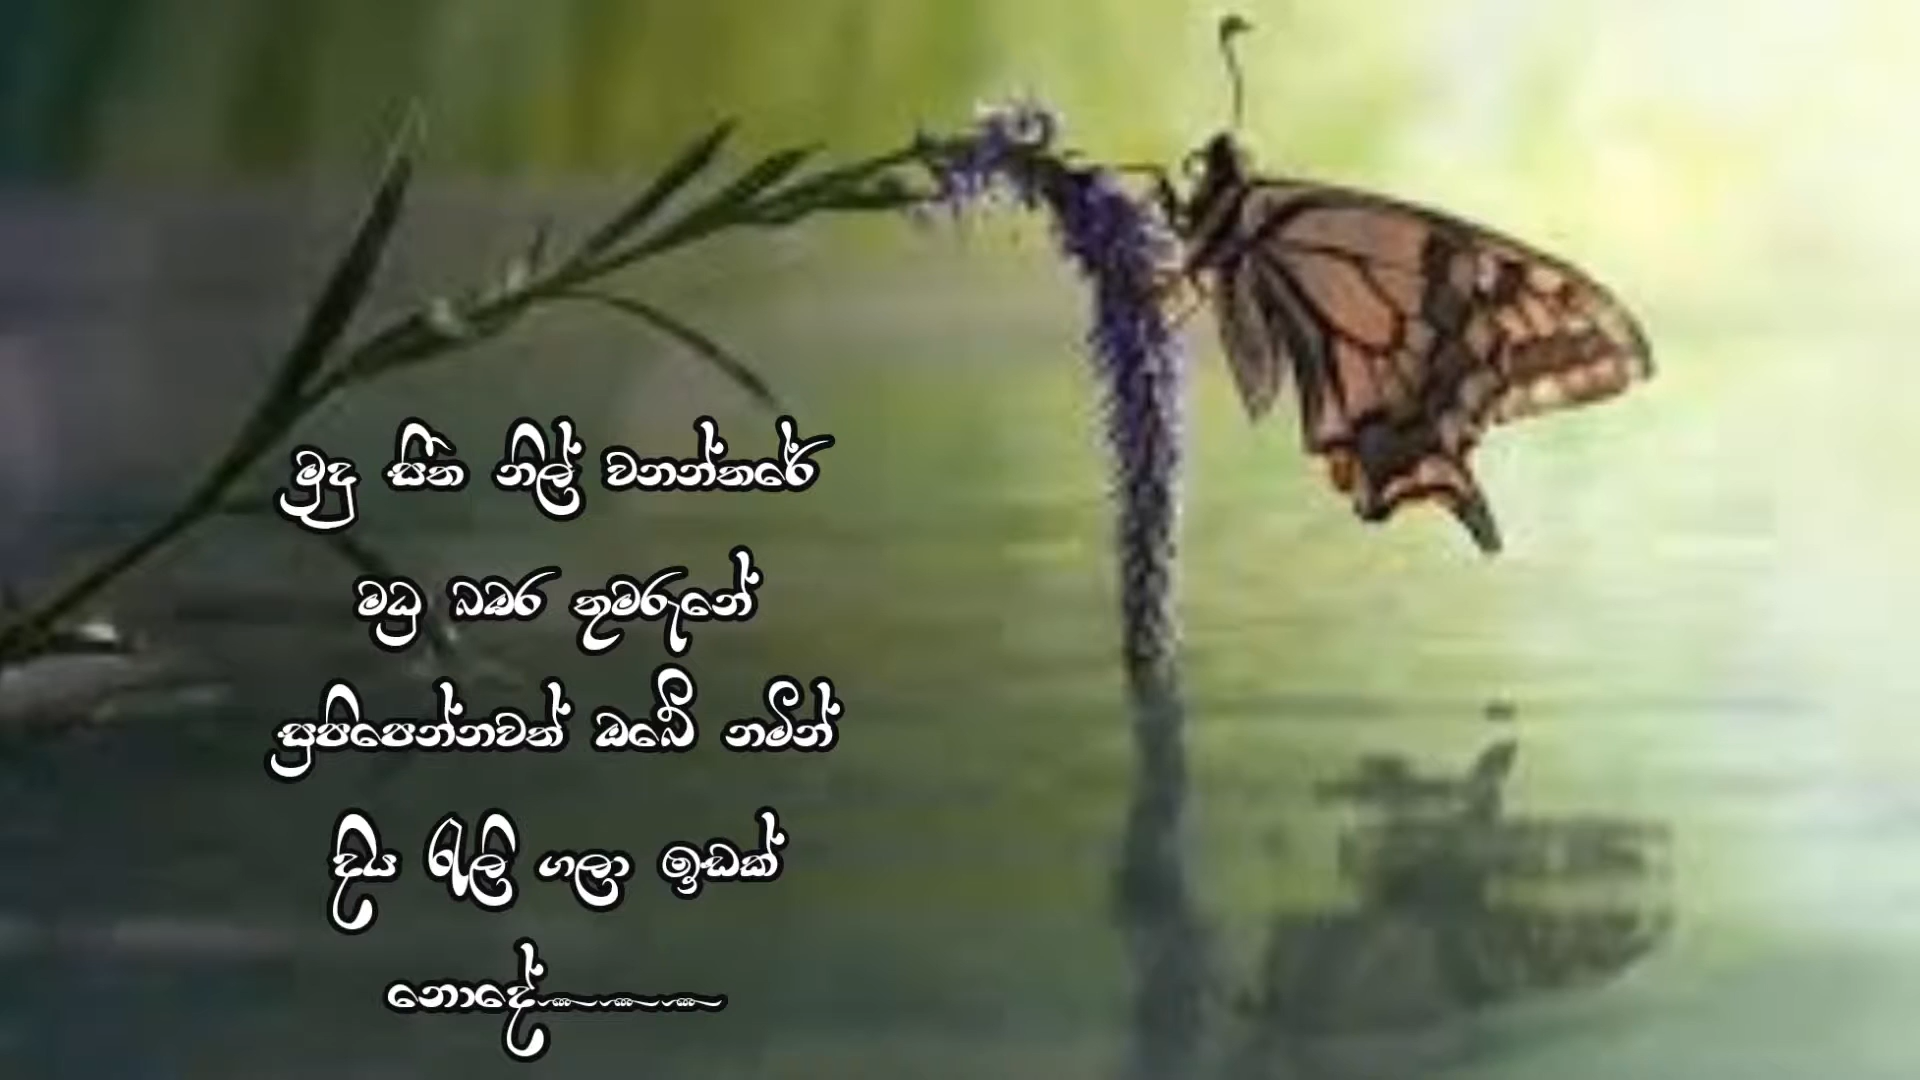 මුදු සීත නිල් වනන්තරේ
මධු බඹර තුමරුනේ
සුපිපෙන්නවත් ඔබේ නමින්
දිය රැලි ගලා ඉඩක්
නොදේ